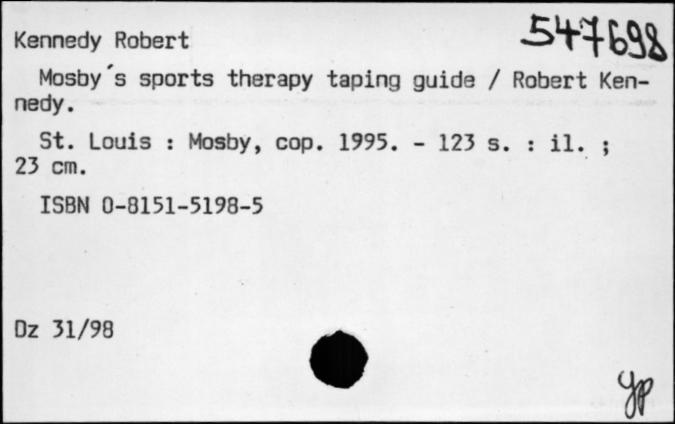 547698
Kennedy Robert
Mosby´s sports therapy taping guide / Robert Ken-
nedy.
St. Louis : Mosby, cop. 1995. - 123 s. : il. ;
23 cm.
ISBN 0-8151-5198-5
Dz 31/98
yp